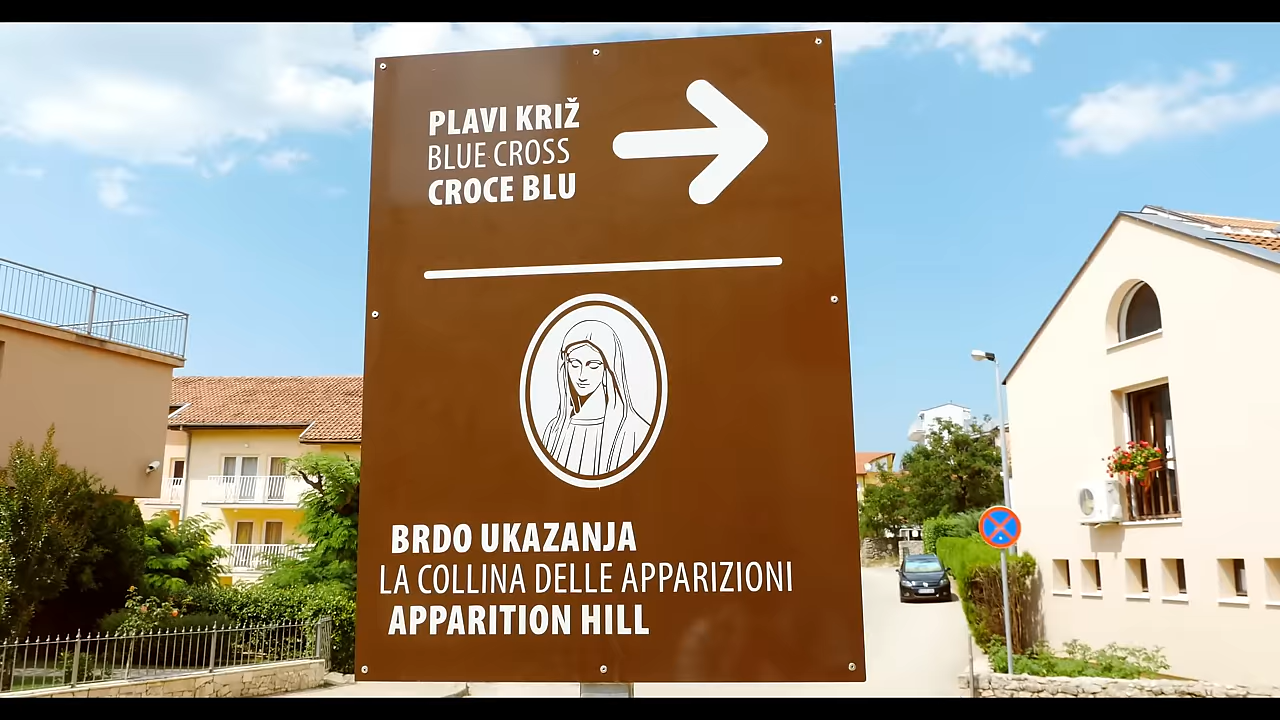 PLAVI KRIŽ
BLUE CROSS
CROCE BLU
BRDO UKAZANJA
LA COLLINA DELLE APPARIZIONI
APPARITION HILL